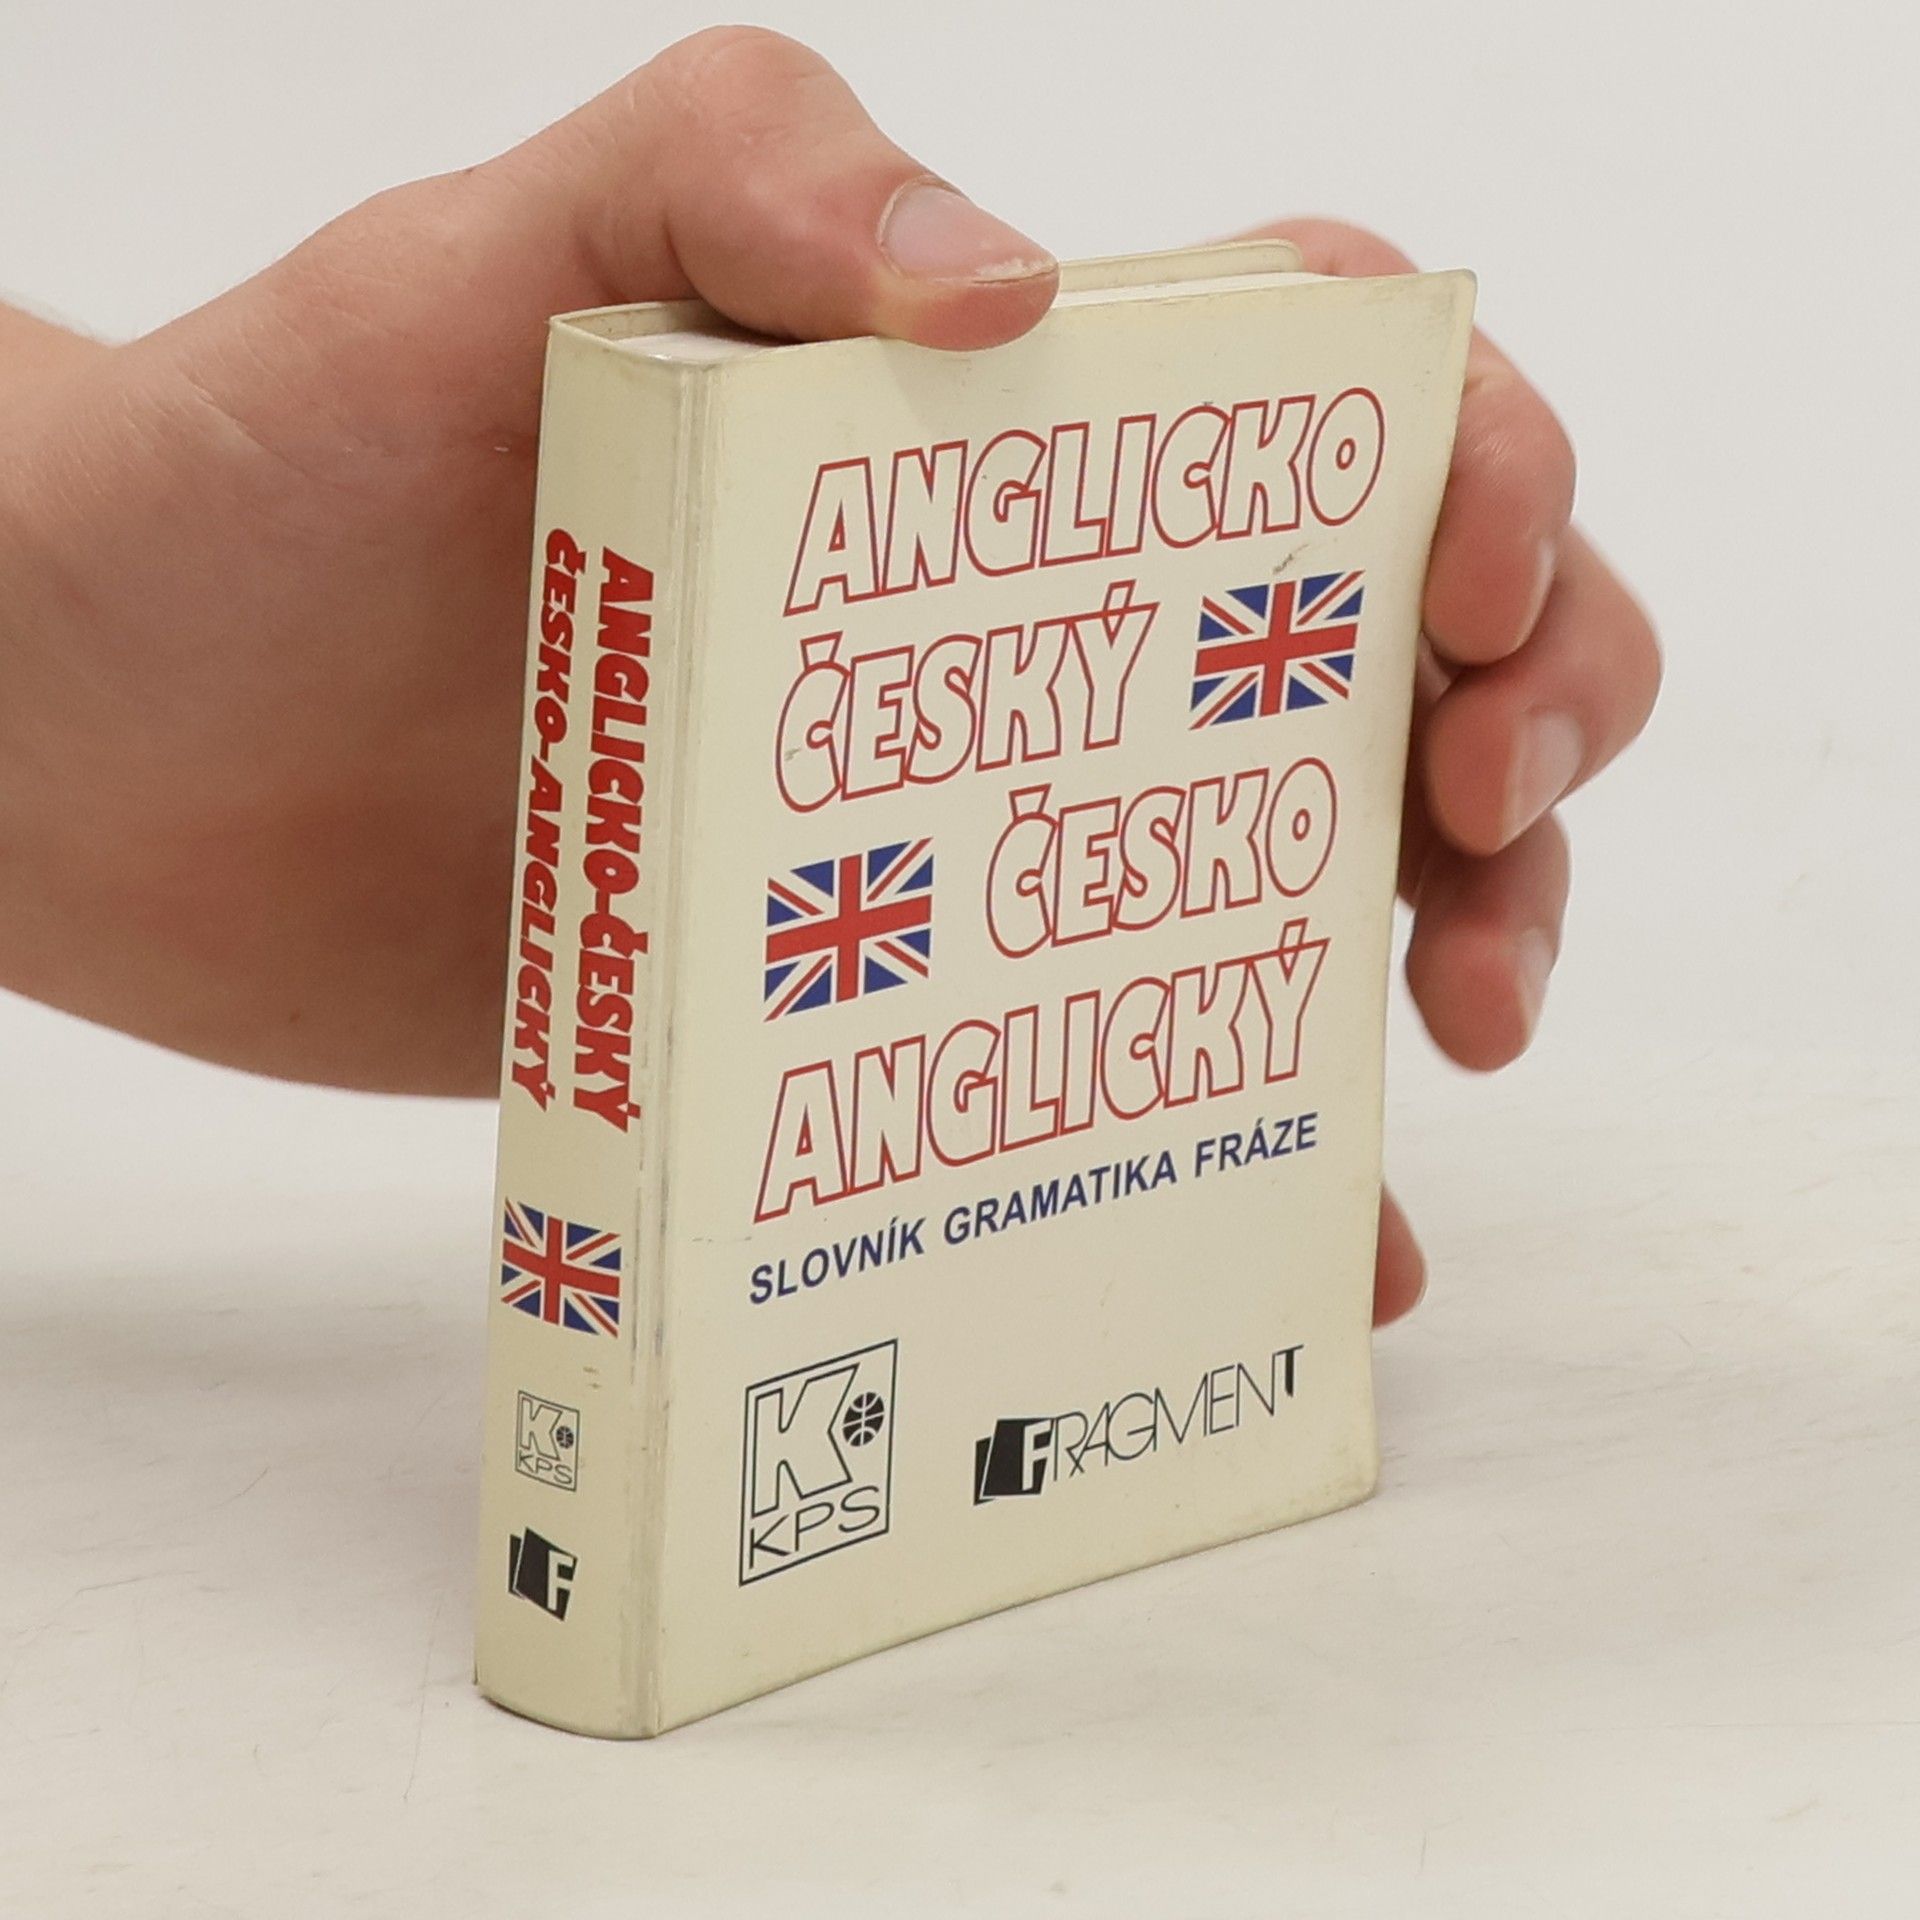 ANGLICKO-ČESKÝ
ČESKO-ANGLICKÝ
K
KPS
F
ANGLICKO
ČESKÝ
ČESKO
ANGLICKÝ
SLOVNÍK GRAMATIKA FRÁZE
K
KPS
FRAGMENT